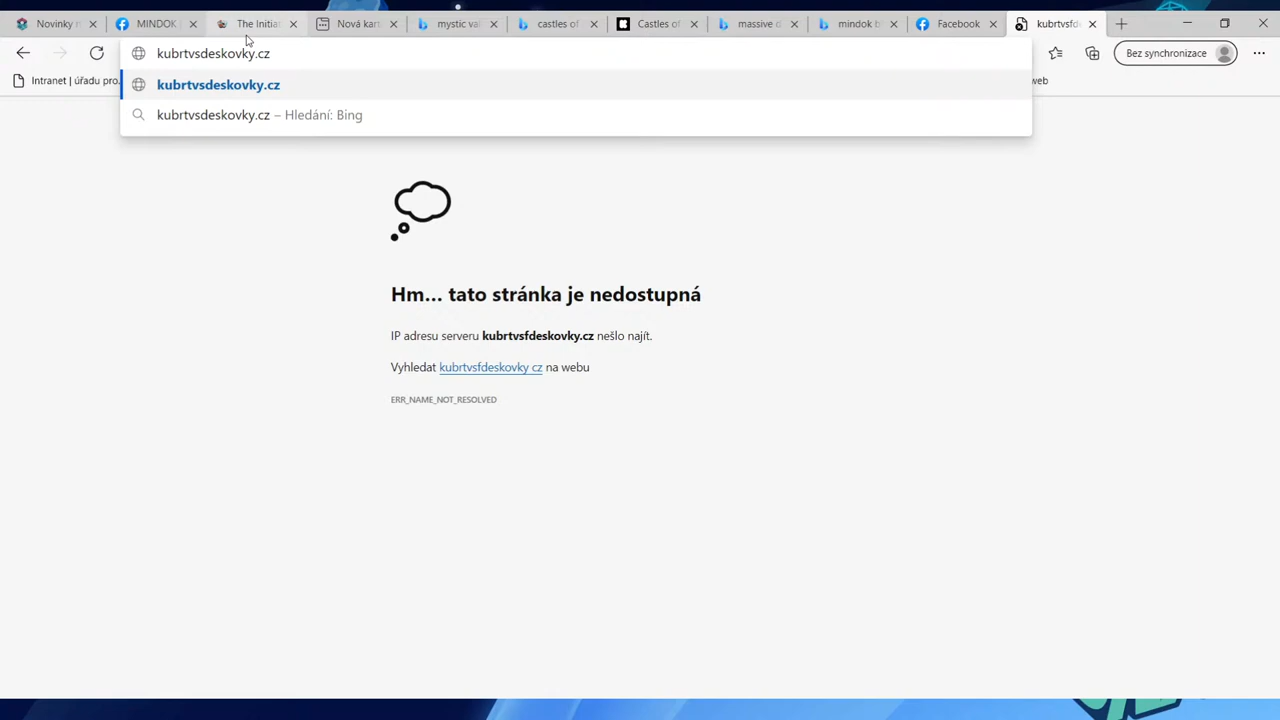 Novinky n
MINDOK
The Initia
Nová kart
mystic val
castles of
Castles of
massive d
mindok b
Facebook
kubrtvsfd
kubrtvsdeskovky.cz
Bez synchronizace
kubrtvsdeskovky.cz
Intranet | úřadu pro.
web
kubrtvsdeskovky.cz – Hledání: Bing
Hm… tato stránka je nedostupná
IP adresu serveru kubrtvsfdeskovky.cz nešlo najít.
Vyhledat kubrtvsfdeskovky cz na webu
ERR_NAME_NOT_RESOLVED